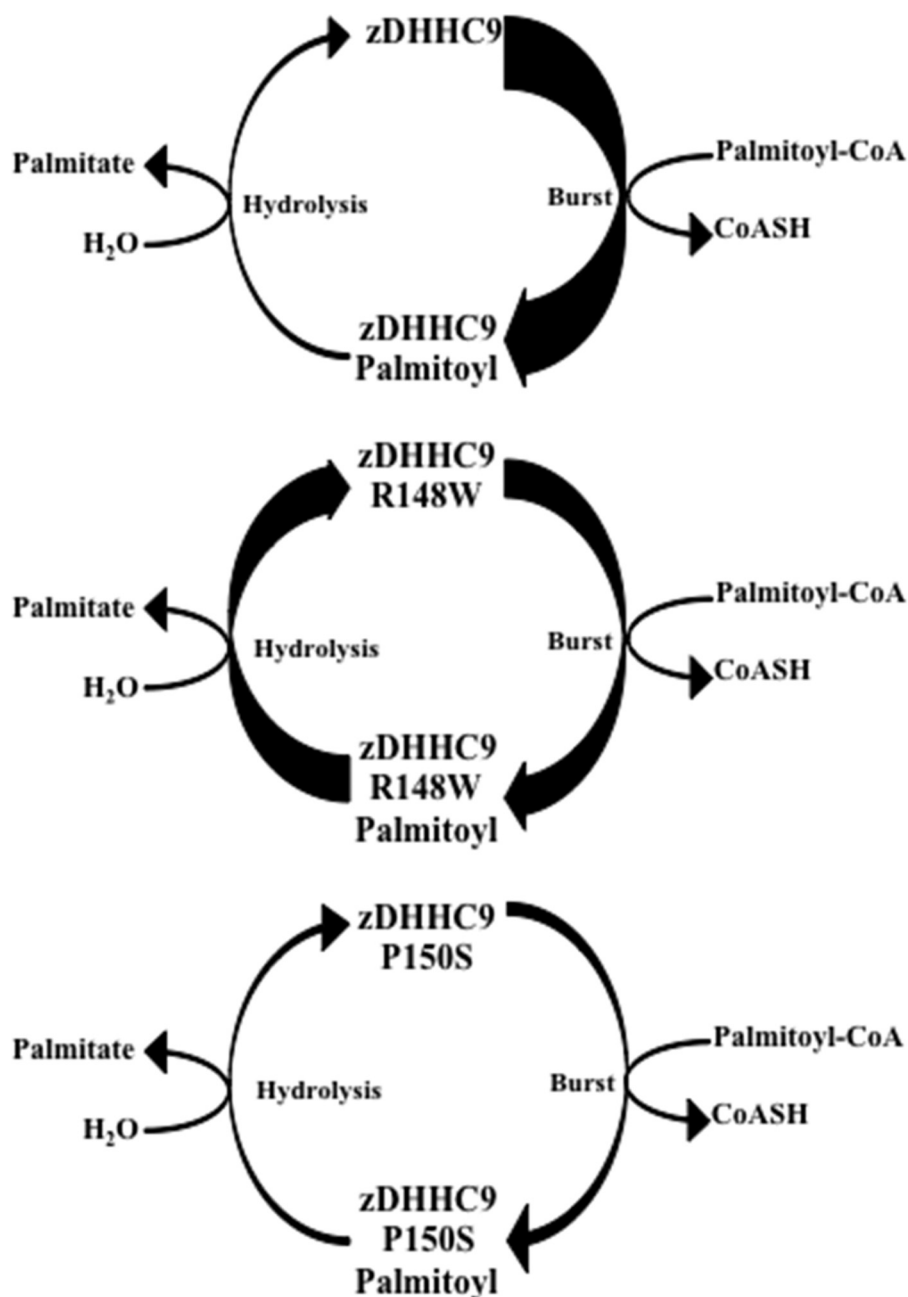 zDHHC9
Palmitate
Palmitoyl-CoA
Hydrolysis
Burst
H₂O
CoASH
zDHHC9
Palmitoyl
zDHHC9
R148W
Palmitate
Palmitoyl-CoA
Hydrolysis
Burst
H₂O
CoASH
zDHHC9
R148W
Palmitoyl
zDHHC9
P150S
Palmitate
Palmitoyl-CoA
Hydrolysis
Burst
H₂O
CoASH
zDHHC9
P150S
Palmitoyl